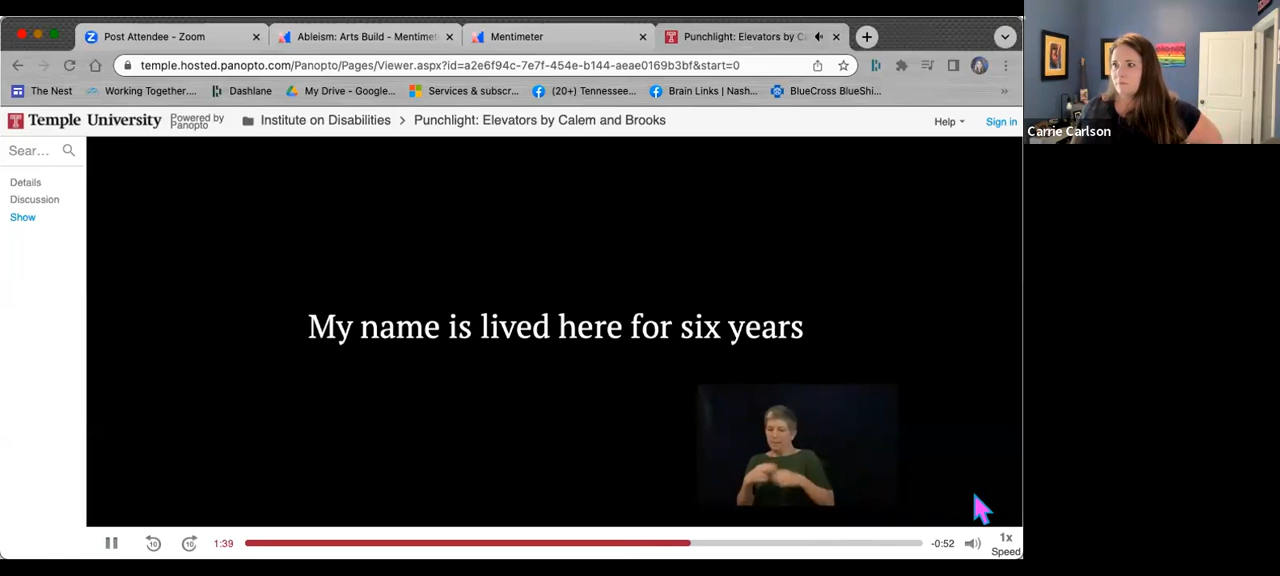 Post Attendee - Zoom
Ableism: Arts Build - Mentimet
Mentimeter
Punchlight: Elevators by C
temple.hosted.panopto.com/Panopto/Pages/Viewer.aspx?id=a2e6f94c-7e7f-454e-b144-aeae0169b3bf&start=0
The Nest
Working Together....
Dashlane
My Drive - Google...
Services & subscr...
(20+) Tennessee...
Brain Links | Nash...
BlueCross BlueShi...
Temple University
Powered by
Panopto
Institute on Disabilities > Punchlight: Elevators by Calem and Brooks
Help
Sign in
Sear...
Details
Discussion
Show
My name is lived here for six years
10
10
1:39
-0:52
1x
Speed
Carrie Carlson